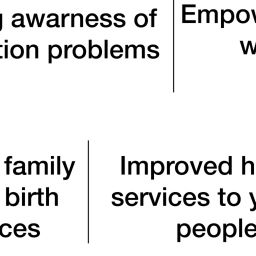 awarness of
Empow
tion problems
family
birth
ces
Improved h
services to y
people